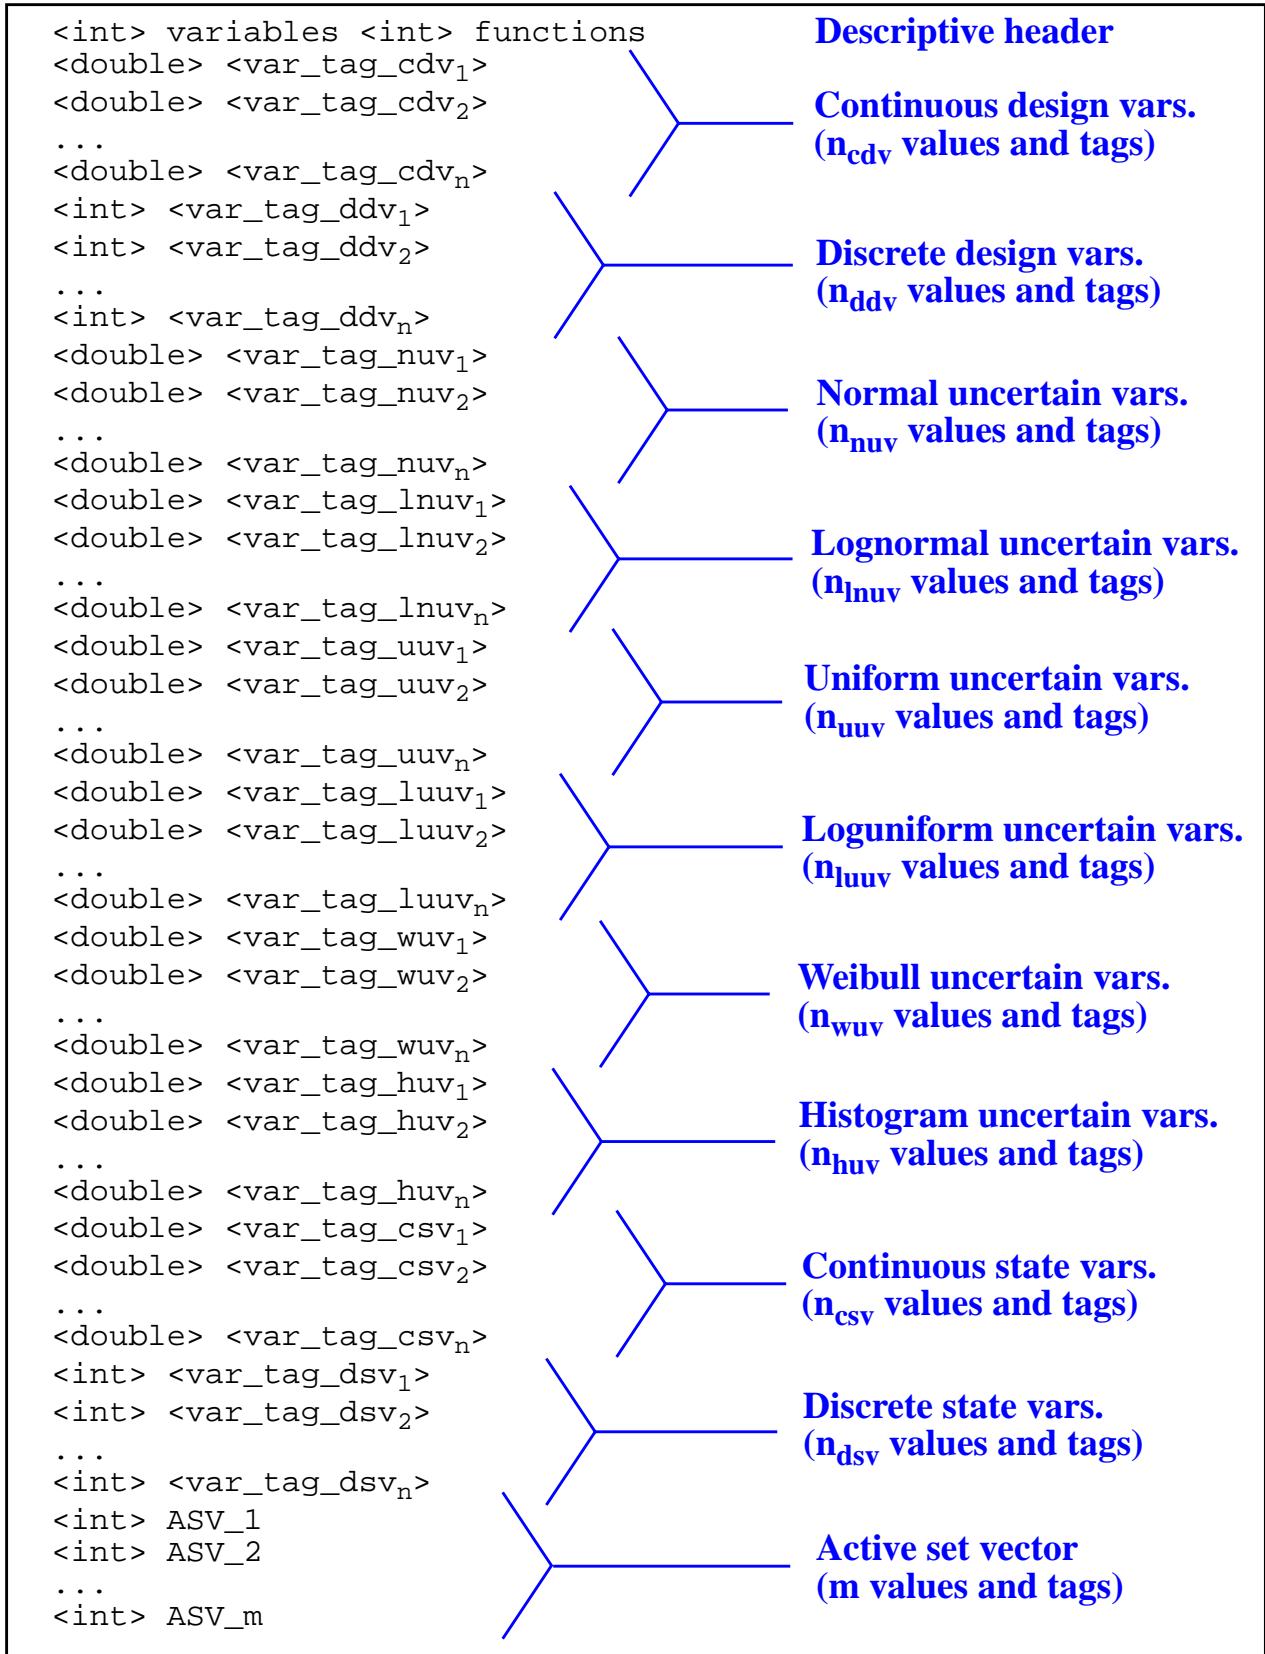 <int> variables <int> functions Descriptive header
<double> <var_tag_cdv1>
<double> <var_tag_cdv2>
...
<double> <var_tag_cdvn>
Continuous design vars.
(ncdv values and tags)
<int> <var_tag_ddv1>
<int> <var_tag_ddv2>
...
<int> <var_tag_ddvn>
Discrete design vars.
(nddv values and tags)
<double> <var_tag_nuv1>
<double> <var_tag_nuv2>
...
<double> <var_tag_nuvn>
Normal uncertain vars.
(nnuv values and tags)
<double> <var_tag_lnuv1>
<double> <var_tag_lnuv2>
...
<double> <var_tag_lnuvn>
Lognormal uncertain vars.
(nlnuv values and tags)
<double> <var_tag_uuv1>
<double> <var_tag_uuv2>
...
<double> <var_tag_uuvn>
Uniform uncertain vars.
(nuuv values and tags)
<double> <var_tag_luuv1>
<double> <var_tag_luuv2>
...
<double> <var_tag_luuvn>
Loguniform uncertain vars.
(nluuv values and tags)
<double> <var_tag_wuv1>
<double> <var_tag_wuv2>
...
<double> <var_tag_wuvn>
Weibull uncertain vars.
(nwuv values and tags)
<double> <var_tag_huv1>
<double> <var_tag_huv2>
...
<double> <var_tag_huvn>
Histogram uncertain vars.
(nhuv values and tags)
<double> <var_tag_csv1>
<double> <var_tag_csv2>
...
<double> <var_tag_csvn>
Continuous state vars.
(ncsv values and tags)
<int> <var_tag_dsv1>
<int> <var_tag_dsv2>
...
<int> <var_tag_dsvn>
Discrete state vars.
(ndsv values and tags)
<int> ASV_1
<int> ASV_2
...
<int> ASV_m
Active set vector
(m values and tags)